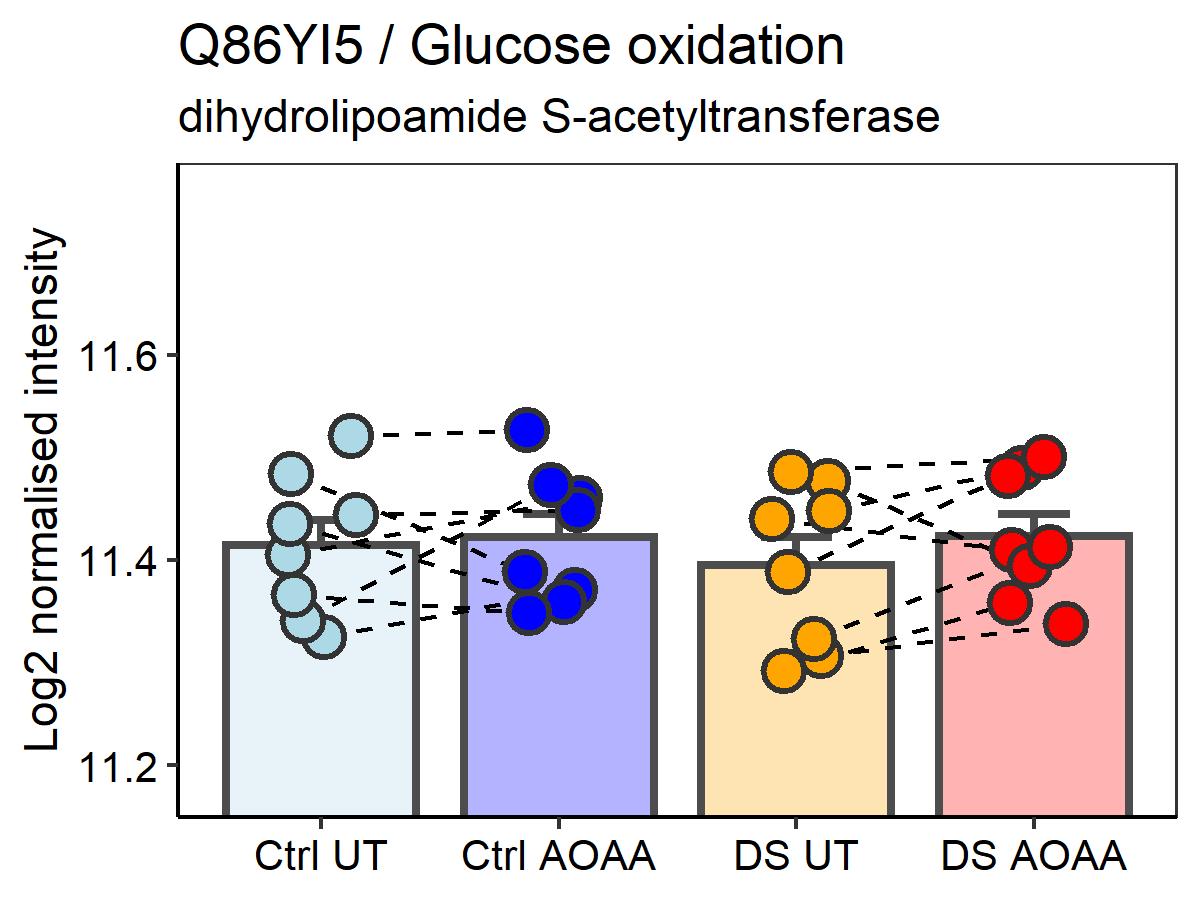 Q86YI5 / Glucose oxidation
dihydrolipoamide S-acetyltransferase
Log2 normalised intensity
11.6
11.4
11.2
Ctrl UT
Ctrl AOAA
DS UT
DS AOAA